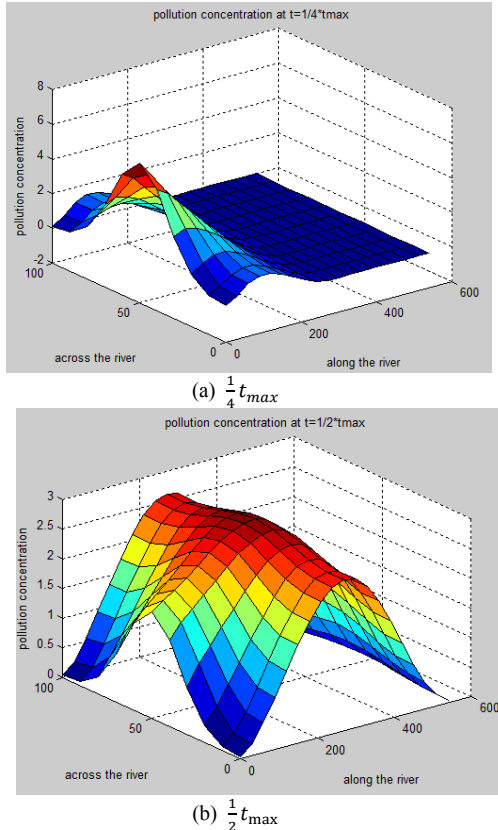 pollution concentration at t=1/4*tmax
8
6
4
2
0
-2
pollution concentration
100
50
0
across the river
0
200
400
600
along the river
(a) 1/4 t_max
pollution concentration at t=1/2*tmax
3
2.5
2
1.5
1
0.5
0
pollution concentration
100
50
0
across the river
0
200
400
600
along the river
(b) 1/2 t_max